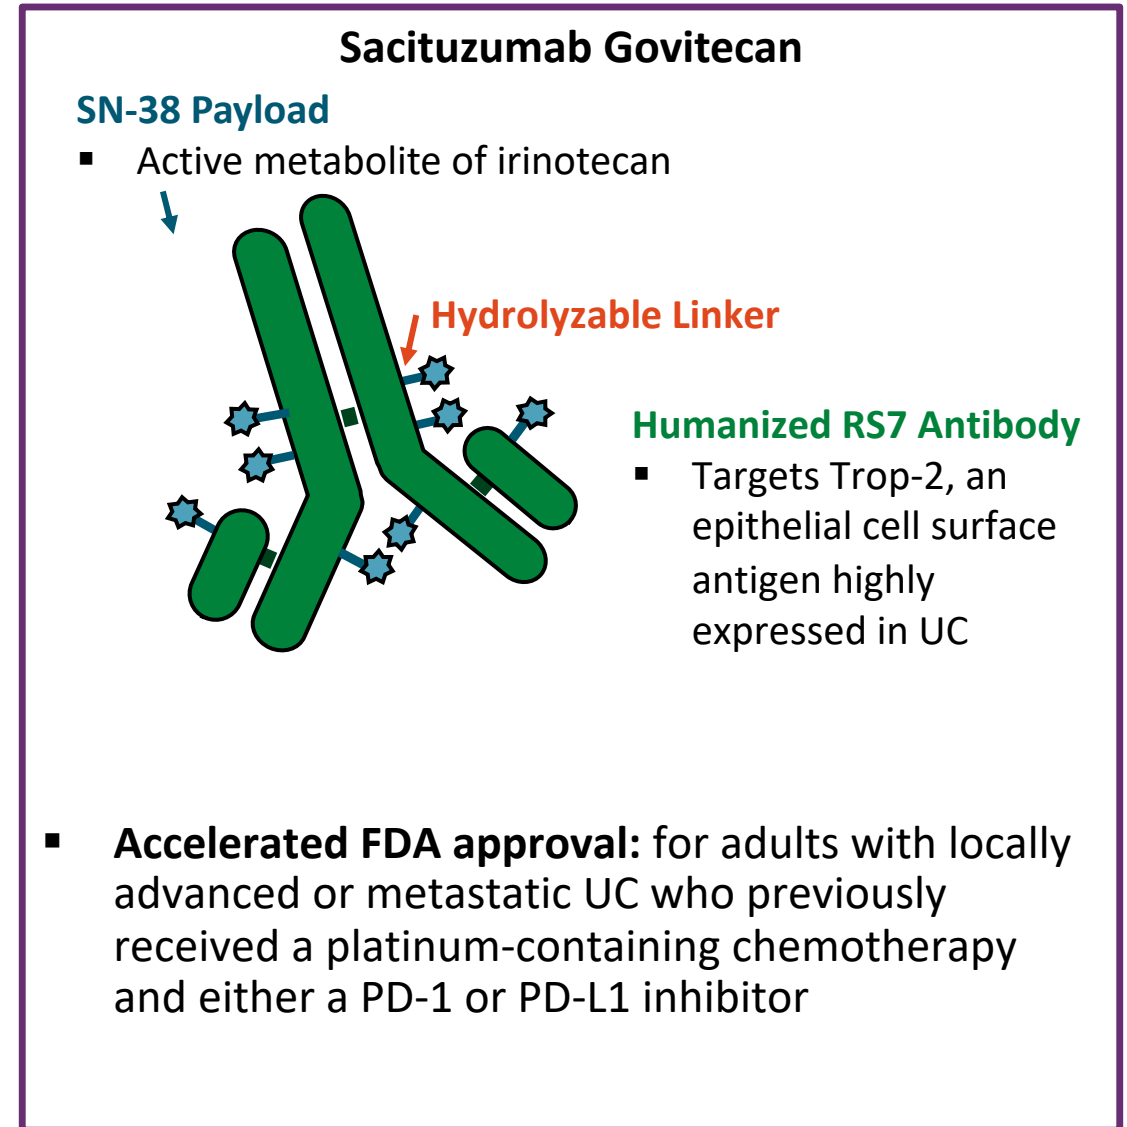 Sacituzumab Govitecan
SN-38 Payload
▪ Active metabolite of irinotecan
Hydrolyzable Linker
Humanized RS7 Antibody
▪ Targets Trop-2, an
epithelial cell surface
antigen highly
expressed in UC
▪ Accelerated FDA approval: for adults with locally
advanced or metastatic UC who previously
received a platinum-containing chemotherapy
and either a PD-1 or PD-L1 inhibitor